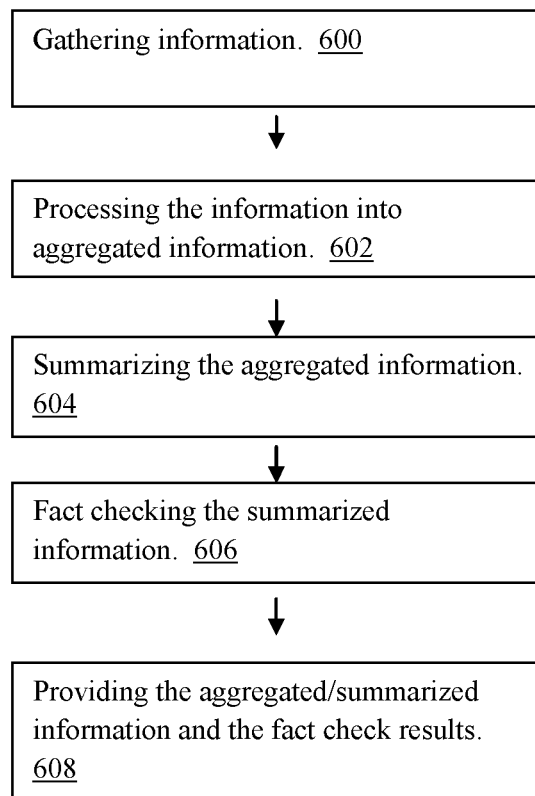 Gathering information. 600
Processing the information into
aggregated information. 602
Summarizing the aggregated information.
604
Fact checking the summarized
information. 606
Providing the aggregated/summarized
information and the fact check results.
608